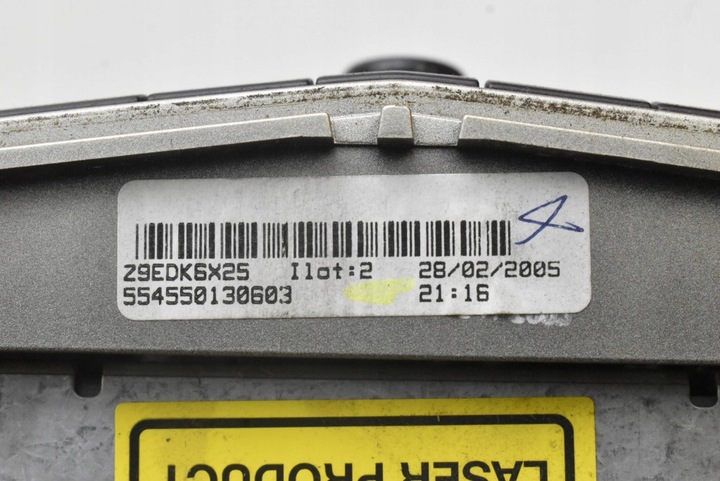 Z9EDK6X25 Ilot:2 28/02/2005
554550130603 21:16
LASER PRODUCT